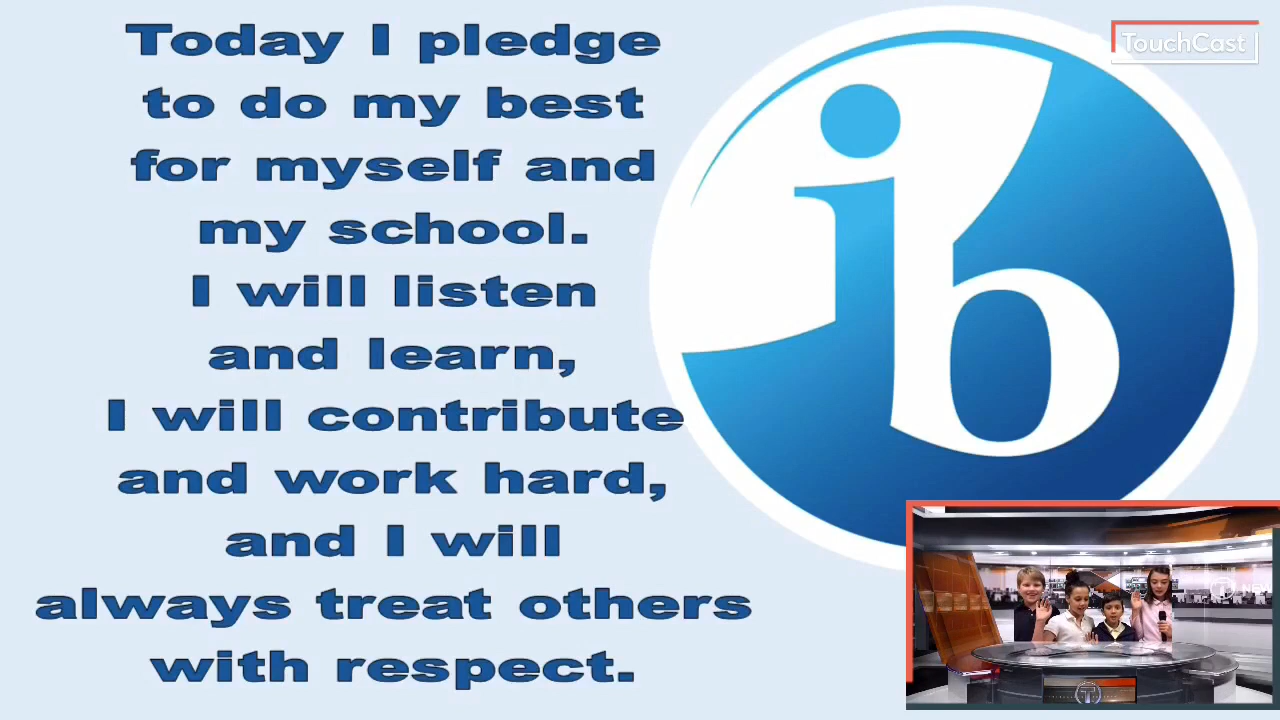 Today I pledge
to do my best
for myself and
my school.
I will listen
and learn,
I will contribute
and work hard,
and I will
always treat others
with respect.
ib
TouchCast
T
NEW